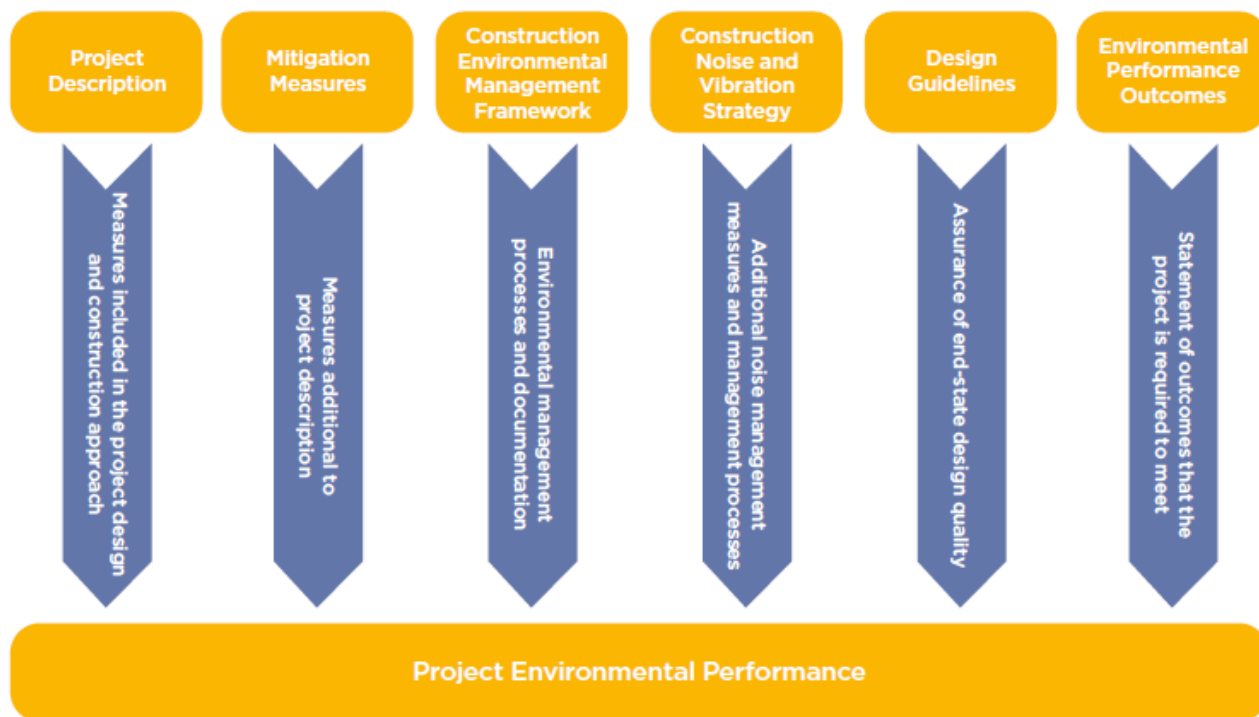 Project
Description
Mitigation
Measures
Construction
Environmental
Management
Framework
Construction
Noise and
Vibration
Strategy
Design
Guidelines
Environmental
Performance
Outcomes
Measures included in the project design
and construction approach
Measures additional to
project description
Environmental management
processes and documentation
Additional noise management
measures and management processes
Assurance of end-state design quality
Statement of outcomes that the
project is required to meet
Project Environmental Performance